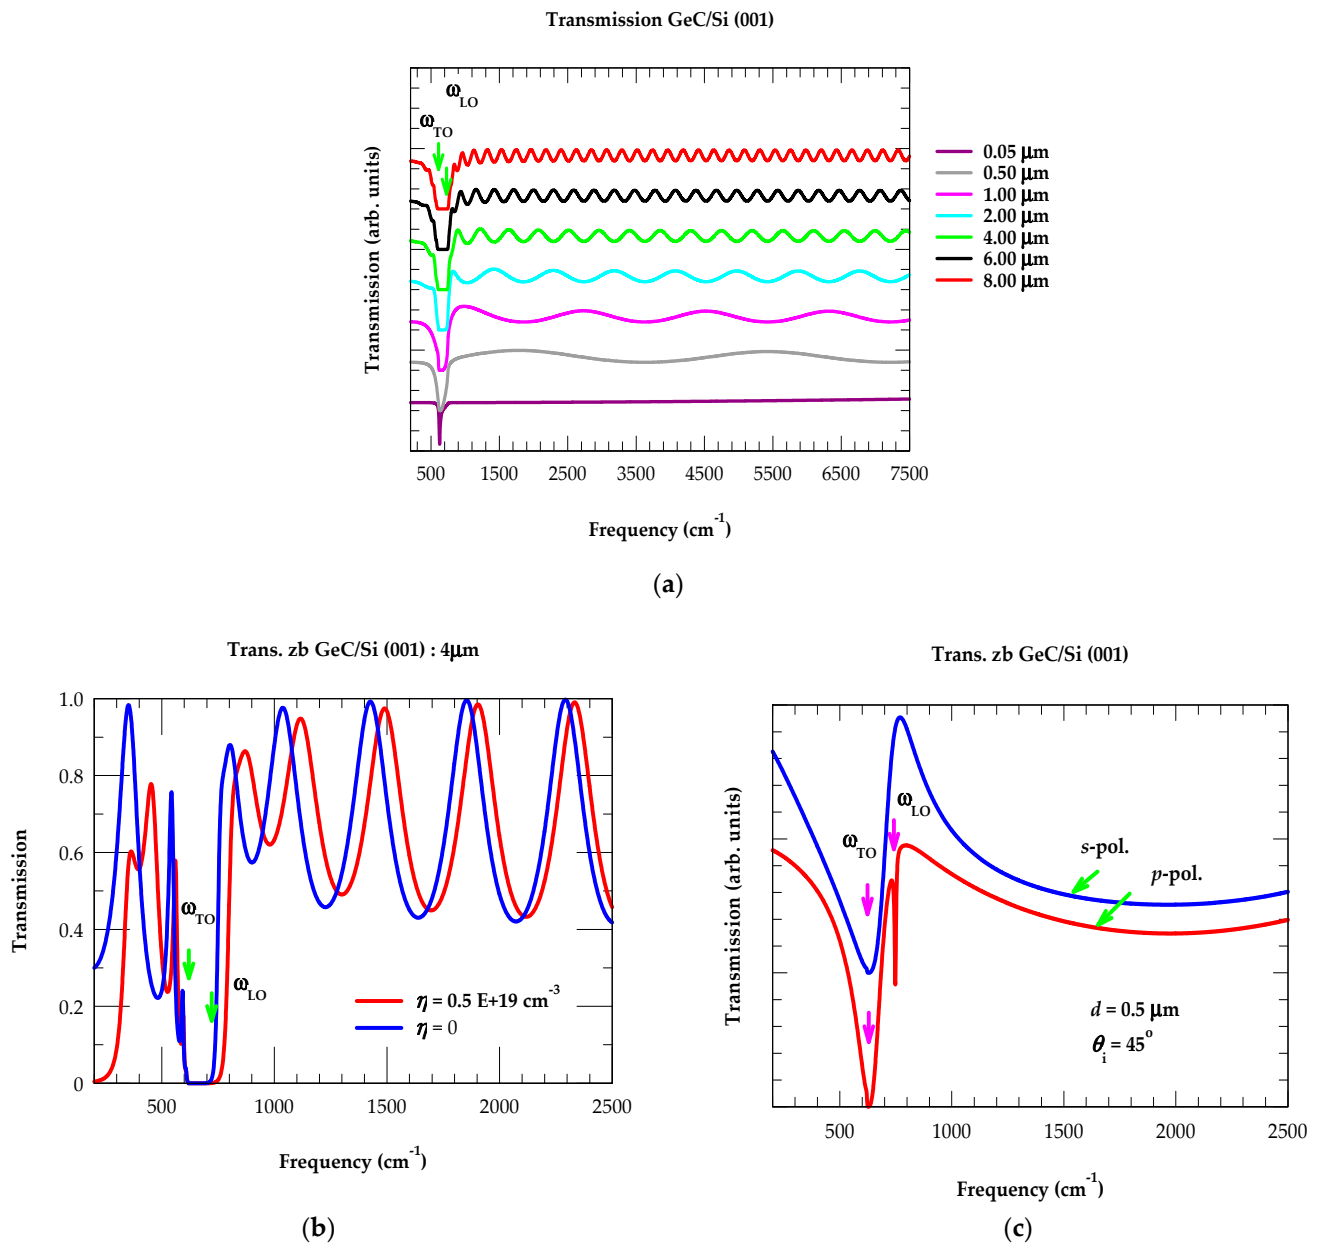 Transmission GeC/Si (001)
ω_LO
ω_TO
Transmission (arb. units)
0.05 μm
0.50 μm
1.00 μm
2.00 μm
4.00 μm
6.00 μm
8.00 μm
500 1500 2500 3500 4500 5500 6500 7500
Frequency (cm⁻¹)
(a)
Trans. zb GeC/Si (001) : 4μm
1.0
0.8
0.6
0.4
0.2
0
Transmission
ω_TO
ω_LO
η = 0.5 E+19 cm⁻³
η = 0
500 1000 1500 2000 2500
Frequency (cm⁻¹)
(b)
Trans. zb GeC/Si (001)
Transmission (arb. units)
ω_LO
ω_TO
s-pol.
p-pol.
d = 0.5 μm
θ_i = 45°
500 1000 1500 2000 2500
Frequency (cm⁻¹)
(c)